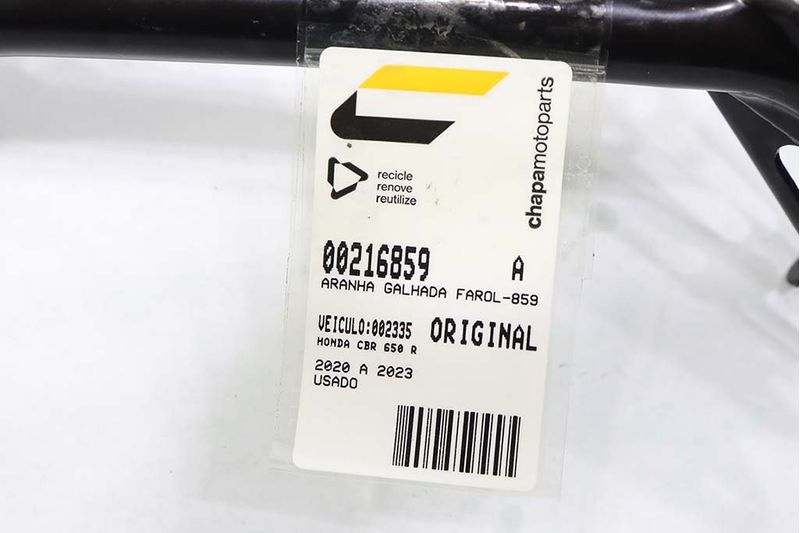 chapamotoparts
recicle
renove
reutilize
00216859 A
ARANHA GALHADA FAROL-859
VEICULO:002335 ORIGINAL
HONDA CBR 650 R
2020 A 2023
USADO